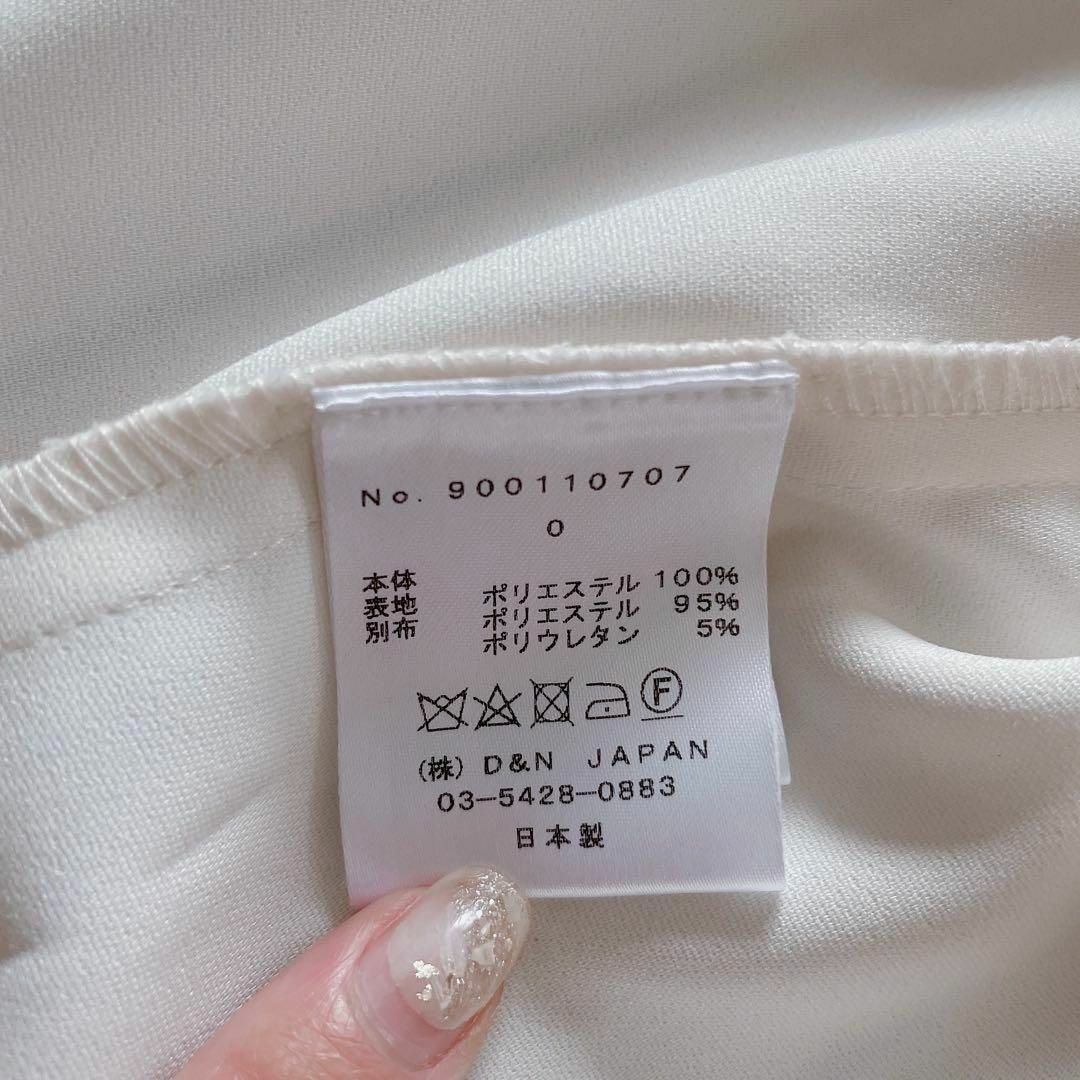 No. 900110707
0
本体 ポリエステル 100%
表地 ポリエステル 95%
別布 ポリウレタン 5%
F
(株) D&N JAPAN
03-5428-0883
日本製